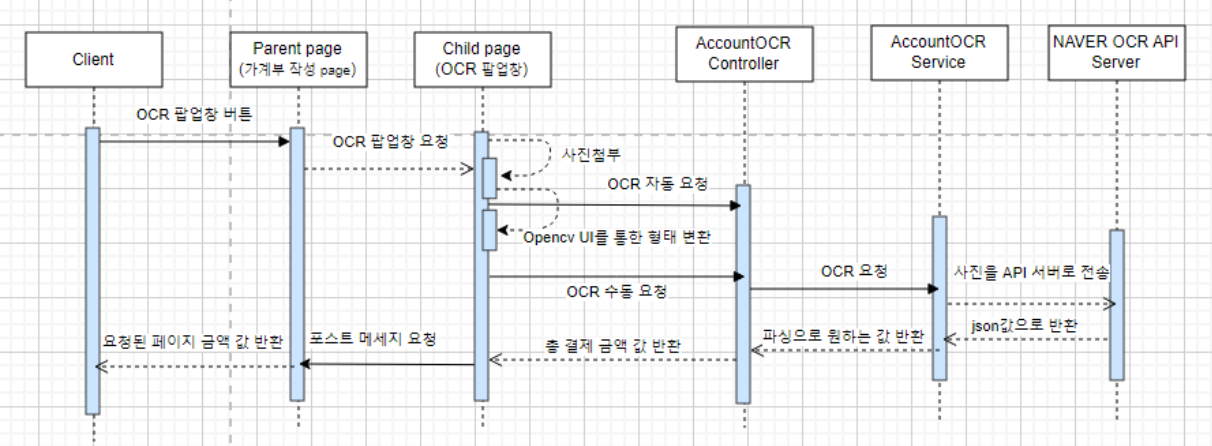 Client
Parent page
(가계부 작성 page)
Child page
(OCR 팝업창)
AccountOCR
Controller
AccountOCR
Service
NAVER OCR API
Server
OCR 팝업창 버튼
OCR 팝업창 요청
사진첨부
OCR 자동 요청
Opencv UI를 통한 형태 변환
OCR 수동 요청
OCR 요청
사진을 API 서버로 전송
json값으로 반환
파싱으로 원하는 값 반환
총 결제 금액 값 반환
포스트 메세지 요청
요청된 페이지 금액 값 반환